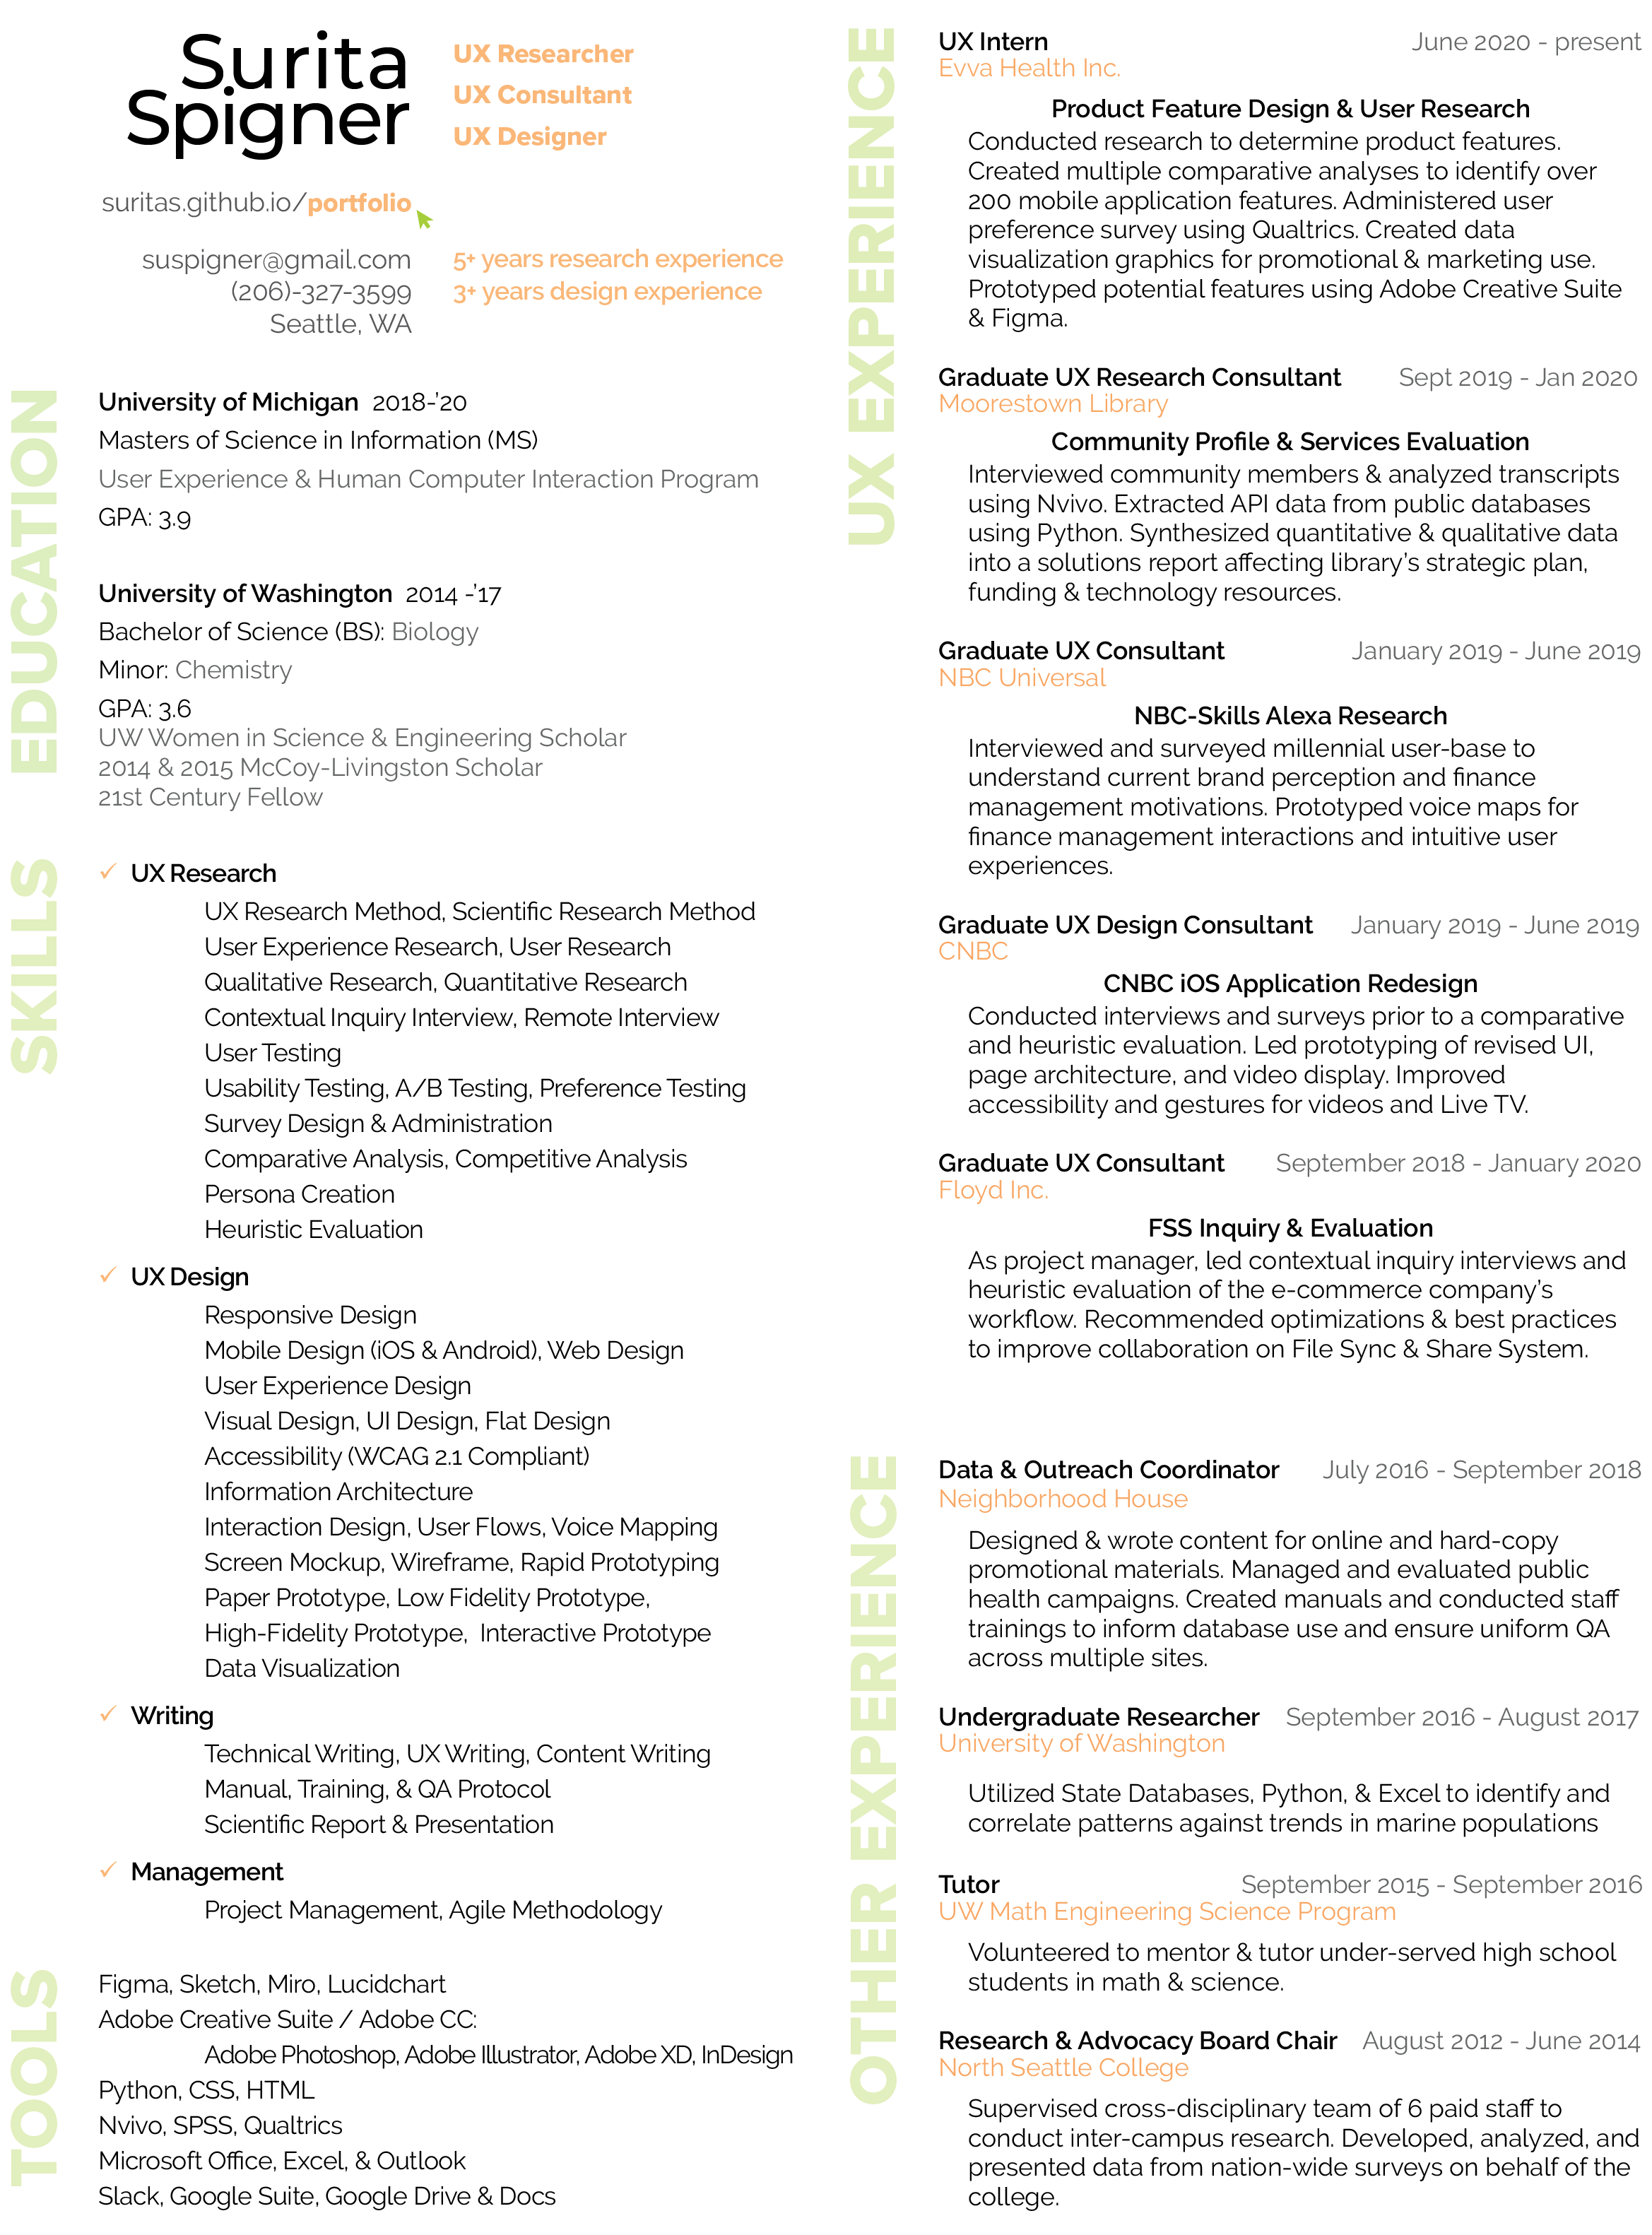 Surita
Spigner
UX Researcher
UX Consultant
UX Designer
suritas.github.io/portfolio
suspigner@gmail.com
(206)-327-3599
Seattle, WA
5+ years research experience
3+ years design experience
EDUCATION
University of Michigan 2018-'20
Masters of Science in Information (MS)
User Experience & Human Computer Interaction Program
GPA: 3.9
University of Washington 2014 -'17
Bachelor of Science (BS): Biology
Minor: Chemistry
GPA: 3.6
UW Women in Science & Engineering Scholar
2014 & 2015 McCoy-Livingston Scholar
21st Century Fellow
SKILLS
✓ UX Research
UX Research Method, Scientific Research Method
User Experience Research, User Research
Qualitative Research, Quantitative Research
Contextual Inquiry Interview, Remote Interview
User Testing
Usability Testing, A/B Testing, Preference Testing
Survey Design & Administration
Comparative Analysis, Competitive Analysis
Persona Creation
Heuristic Evaluation
✓ UX Design
Responsive Design
Mobile Design (iOS & Android), Web Design
User Experience Design
Visual Design, UI Design, Flat Design
Accessibility (WCAG 2.1 Compliant)
Information Architecture
Interaction Design, User Flows, Voice Mapping
Screen Mockup, Wireframe, Rapid Prototyping
Paper Prototype, Low Fidelity Prototype,
High-Fidelity Prototype, Interactive Prototype
Data Visualization
✓ Writing
Technical Writing, UX Writing, Content Writing
Manual, Training, & QA Protocol
Scientific Report & Presentation
✓ Management
Project Management, Agile Methodology
TOOLS
Figma, Sketch, Miro, Lucidchart
Adobe Creative Suite / Adobe CC:
Adobe Photoshop, Adobe Illustrator, Adobe XD, InDesign
Python, CSS, HTML
Nvivo, SPSS, Qualtrics
Microsoft Office, Excel, & Outlook
Slack, Google Suite, Google Drive & Docs
UX EXPERIENCE
UX Intern June 2020 - present
Evva Health Inc.
Product Feature Design & User Research
Conducted research to determine product features.
Created multiple comparative analyses to identify over
200 mobile application features. Administered user
preference survey using Qualtrics. Created data
visualization graphics for promotional & marketing use.
Prototyped potential features using Adobe Creative Suite
& Figma.
Graduate UX Research Consultant Sept 2019 - Jan 2020
Moorestown Library
Community Profile & Services Evaluation
Interviewed community members & analyzed transcripts
using Nvivo. Extracted API data from public databases
using Python. Synthesized quantitative & qualitative data
into a solutions report affecting library's strategic plan,
funding & technology resources.
Graduate UX Consultant January 2019 - June 2019
NBC Universal
NBC-Skills Alexa Research
Interviewed and surveyed millennial user-base to
understand current brand perception and finance
management motivations. Prototyped voice maps for
finance management interactions and intuitive user
experiences.
Graduate UX Design Consultant January 2019 - June 2019
CNBC
CNBC iOS Application Redesign
Conducted interviews and surveys prior to a comparative
and heuristic evaluation. Led prototyping of revised UI,
page architecture, and video display. Improved
accessibility and gestures for videos and Live TV.
Graduate UX Consultant September 2018 - January 2020
Floyd Inc.
FSS Inquiry & Evaluation
As project manager, led contextual inquiry interviews and
heuristic evaluation of the e-commerce company's
workflow. Recommended optimizations & best practices
to improve collaboration on File Sync & Share System.
OTHER EXPERIENCE
Data & Outreach Coordinator July 2016 - September 2018
Neighborhood House
Designed & wrote content for online and hard-copy
promotional materials. Managed and evaluated public
health campaigns. Created manuals and conducted staff
trainings to inform database use and ensure uniform QA
across multiple sites.
Undergraduate Researcher September 2016 - August 2017
University of Washington
Utilized State Databases, Python, & Excel to identify and
correlate patterns against trends in marine populations
Tutor September 2015 - September 2016
UW Math Engineering Science Program
Volunteered to mentor & tutor under-served high school
students in math & science.
Research & Advocacy Board Chair August 2012 - June 2014
North Seattle College
Supervised cross-disciplinary team of 6 paid staff to
conduct inter-campus research. Developed, analyzed, and
presented data from nation-wide surveys on behalf of the
college.